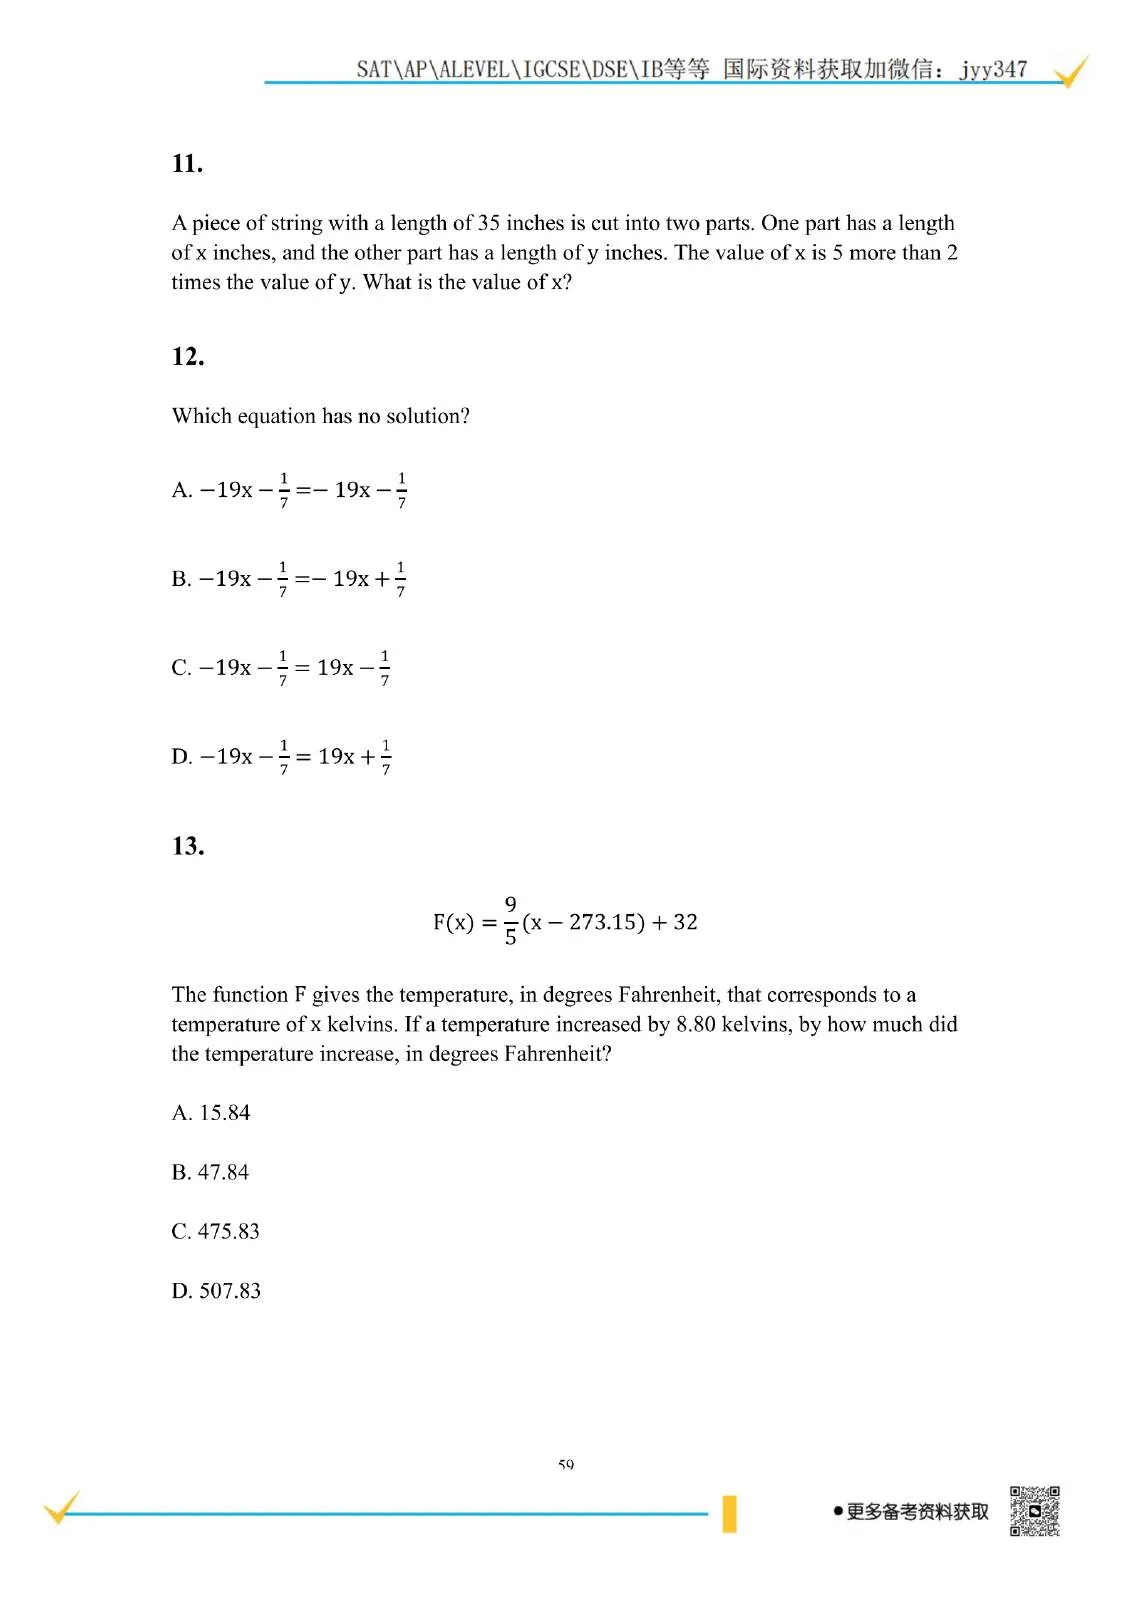 SAT\AP\ALEVEL\IGCSE\DSE\IB等等 国际资料获取加微信：jyy347
11.
A piece of string with a length of 35 inches is cut into two parts. One part has a length
of x inches, and the other part has a length of y inches. The value of x is 5 more than 2
times the value of y. What is the value of x?
12.
Which equation has no solution?
A. −19x − 1/7 =− 19x − 1/7
B. −19x − 1/7 =− 19x + 1/7
C. −19x − 1/7 = 19x − 1/7
D. −19x − 1/7 = 19x + 1/7
13.
F(x) = 9/5 (x − 273.15) + 32
The function F gives the temperature, in degrees Fahrenheit, that corresponds to a
temperature of x kelvins. If a temperature increased by 8.80 kelvins, by how much did
the temperature increase, in degrees Fahrenheit?
A. 15.84
B. 47.84
C. 475.83
D. 507.83
59
●更多备考资料获取